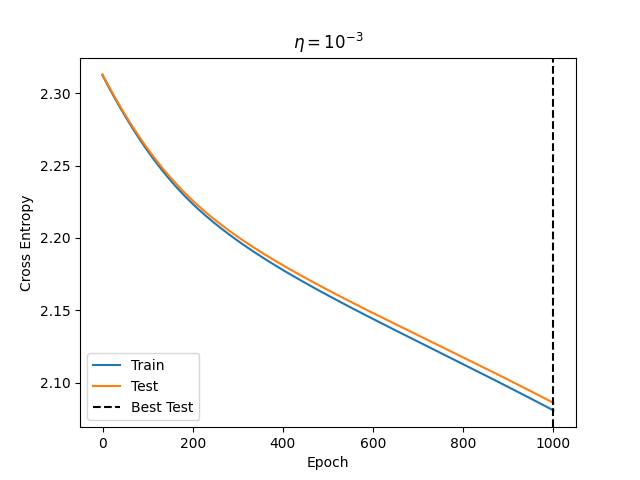 η = 10⁻³
Cross Entropy
2.30
2.25
2.20
2.15
2.10
Train
Test
Best Test
0 200 400 600 800 1000
Epoch